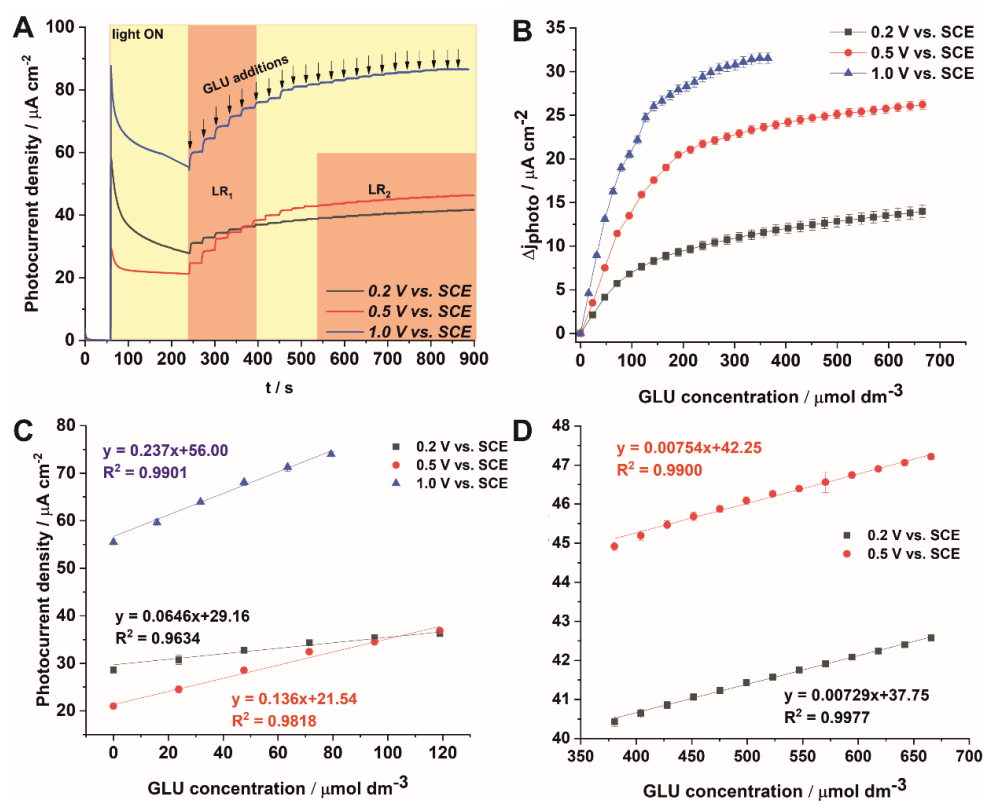 A
light ON
GLU additions
LR1
LR2
0.2 V vs. SCE
0.5 V vs. SCE
1.0 V vs. SCE
Photocurrent density / μA cm-2
100
80
60
40
20
0
0 100 200 300 400 500 600 700 800 900
t / s
B
0.2 V vs. SCE
0.5 V vs. SCE
1.0 V vs. SCE
Δjphoto / μA cm-2
35
30
25
20
15
10
5
0
0 100 200 300 400 500 600 700
GLU concentration / μmol dm-3
C
y = 0.237x+56.00
R2 = 0.9901
0.2 V vs. SCE
0.5 V vs. SCE
1.0 V vs. SCE
y = 0.0646x+29.16
R2 = 0.9634
y = 0.136x+21.54
R2 = 0.9818
Photocurrent density / μA cm-2
80
70
60
50
40
30
20
0 20 40 60 80 100 120
GLU concentration / μmol dm-3
D
y = 0.00754x+42.25
R2 = 0.9900
0.2 V vs. SCE
0.5 V vs. SCE
y = 0.00729x+37.75
R2 = 0.9977
48
47
46
45
44
43
42
41
40
350 400 450 500 550 600 650 700
GLU concentration / μmol dm-3